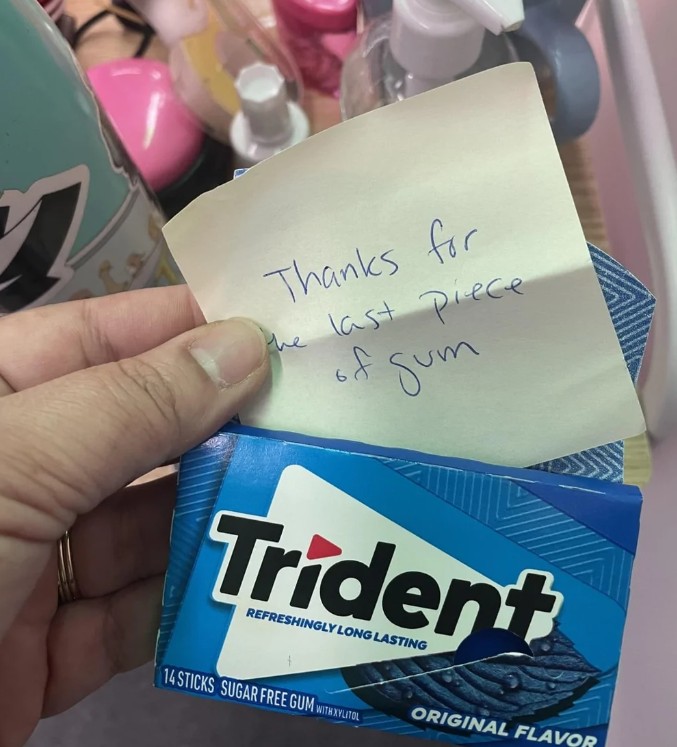 Thanks for
he last piece
of gum
Trident
REFRESHINGLY LONG LASTING
14 STICKS SUGAR FREE GUM WITH XYLITOL
ORIGINAL FLAVOR